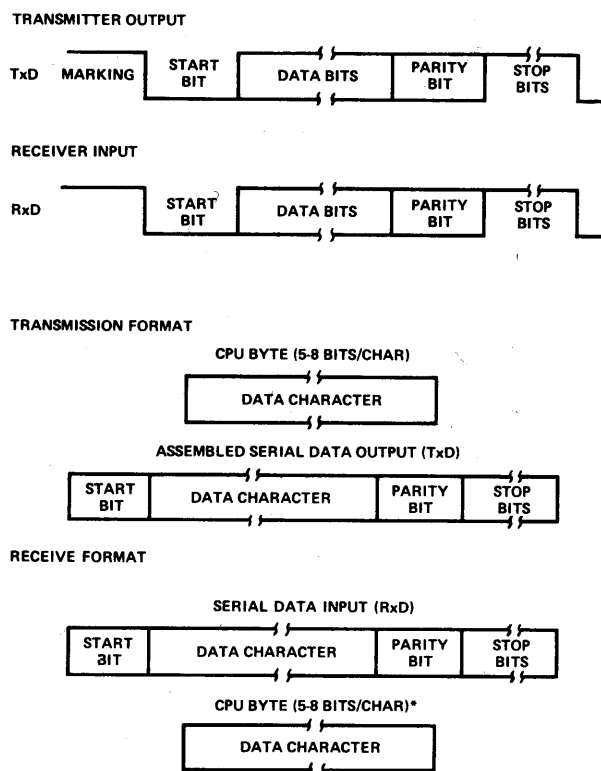 TRANSMITTER OUTPUT
TxD MARKING START BIT DATA BITS PARITY BIT STOP BITS
RECEIVER INPUT
RxD START BIT DATA BITS PARITY BIT STOP BITS
TRANSMISSION FORMAT
CPU BYTE (5-8 BITS/CHAR)
DATA CHARACTER
ASSEMBLED SERIAL DATA OUTPUT (TxD)
START BIT DATA CHARACTER PARITY BIT STOP BITS
RECEIVE FORMAT
SERIAL DATA INPUT (RxD)
START BIT DATA CHARACTER PARITY BIT STOP BITS
CPU BYTE (5-8 BITS/CHAR)*
DATA CHARACTER